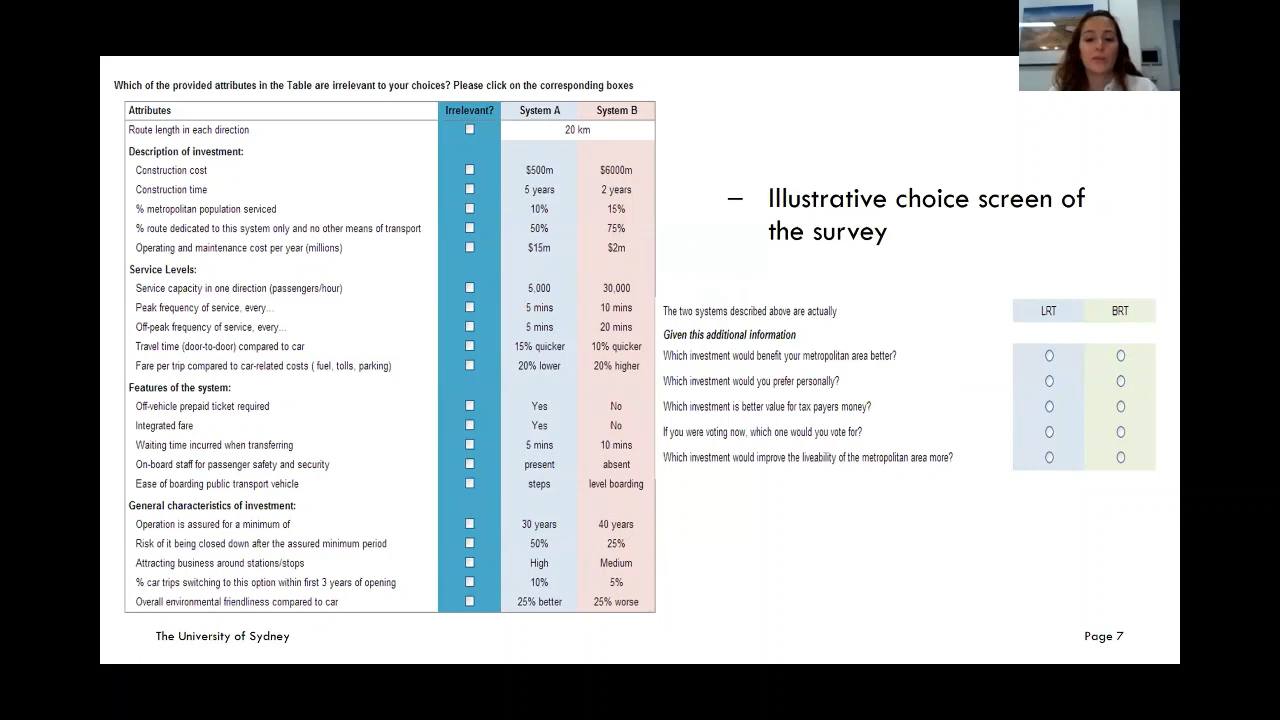 Which of the provided attributes in the Table are irrelevant to your choices? Please click on the corresponding boxes
Attributes Irrelevant? System A System B
Route length in each direction 20 km
Description of investment:
Construction cost $500m $6000m
Construction time 5 years 2 years
% metropolitan population serviced 10% 15%
% route dedicated to this system only and no other means of transport 50% 75%
Operating and maintenance cost per year (millions) $15m $2m
Service Levels:
Service capacity in one direction (passengers/hour) 5,000 30,000
Peak frequency of service, every... 5 mins 10 mins
Off-peak frequency of service, every... 5 mins 20 mins
Travel time (door-to-door) compared to car 15% quicker 10% quicker
Fare per trip compared to car-related costs ( fuel, tolls, parking) 20% lower 20% higher
Features of the system:
Off-vehicle prepaid ticket required Yes No
Integrated fare Yes No
Waiting time incurred when transferring 5 mins 10 mins
On-board staff for passenger safety and security present absent
Ease of boarding public transport vehicle steps level boarding
General characteristics of investment:
Operation is assured for a minimum of 30 years 40 years
Risk of it being closed down after the assured minimum period 50% 25%
Attracting business around stations/stops High Medium
% car trips switching to this option within first 3 years of opening 10% 5%
Overall environmental friendliness compared to car 25% better 25% worse
– Illustrative choice screen of
the survey
The two systems described above are actually LRT BRT
Given this additional information
Which investment would benefit your metropolitan area better?
Which investment would you prefer personally?
Which investment is better value for tax payers money?
If you were voting now, which one would you vote for?
Which investment would improve the liveability of the metropolitan area more?
The University of Sydney
Page 7